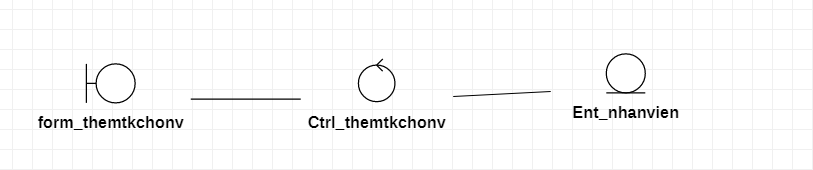 form_themtkchonv
Ctrl_themtkchonv
Ent_nhanvien